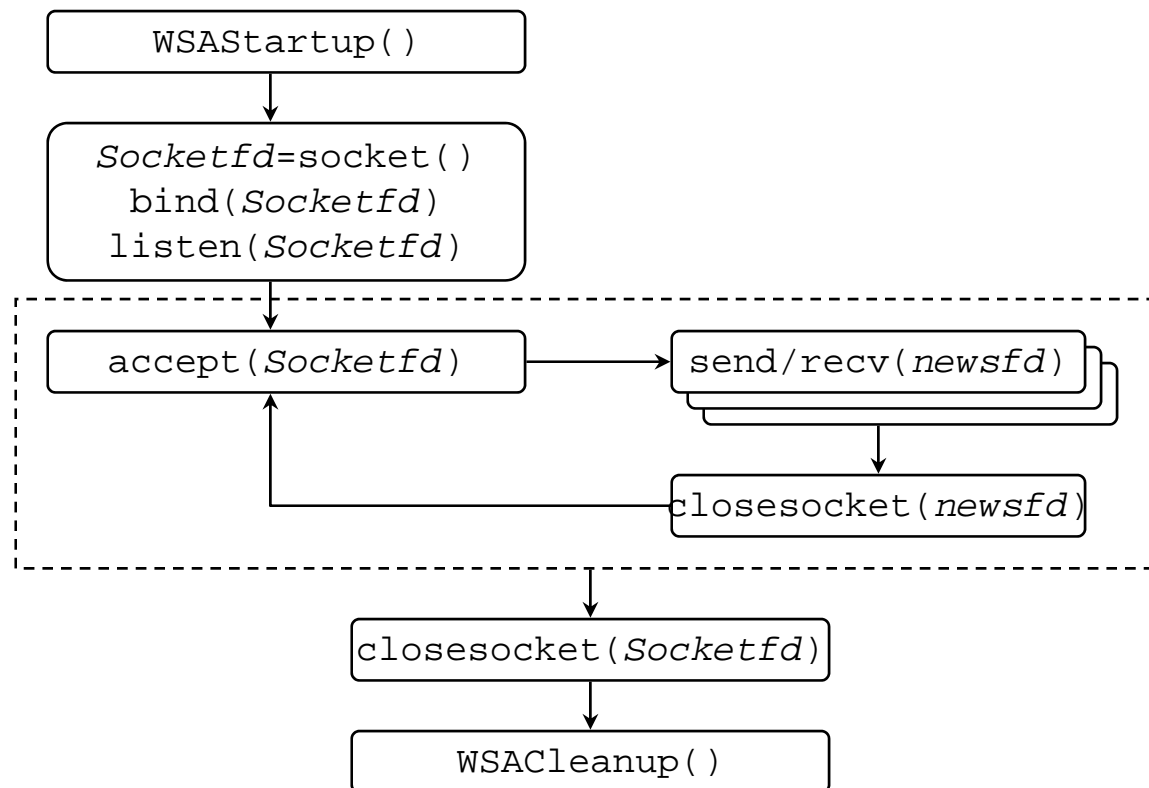 WSAStartup()
Socketfd=socket()
bind(Socketfd)
listen(Socketfd)
accept(Socketfd)
send/recv(newsfd)
closesocket(newsfd)
closesocket(Socketfd)
WSACleanup()